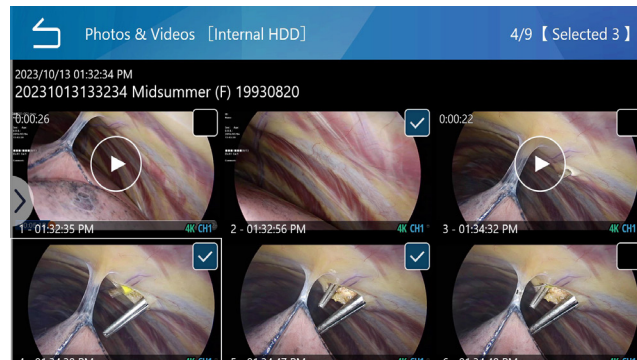 Photos & Videos [Internal HDD]
4/9 【 Selected 3 】
2023/10/13 01:32:34 PM
20231013133234 Midsummer (F) 19930820
0:00:26
0:00:22
1 - 01:32:35 PM 4K CH1
2 - 01:32:56 PM 4K CH1
3 - 01:34:32 PM 4K CH1